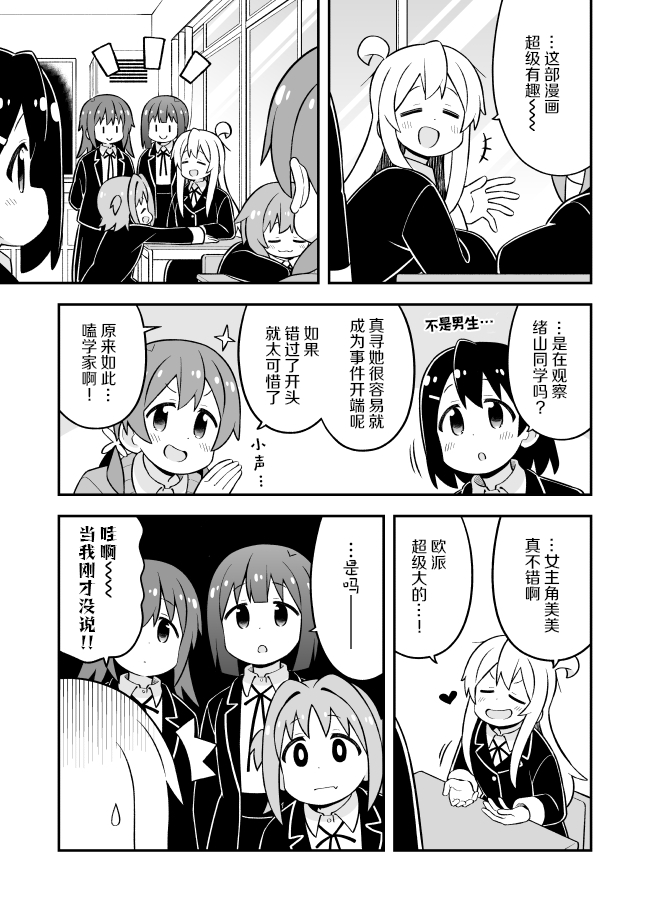 …这部漫画
超级有趣~~
…是在观察
绪山同学吗？
不是男生…
真寻她很容易就
成为事件开端呢
如果
错过了开头
就太可惜了
小声…
原来如此…
嗑学家啊！
…女主角美美
真不错啊
欧派
超级大的…！
…是吗——
哇啊~~
当我刚才没说!!